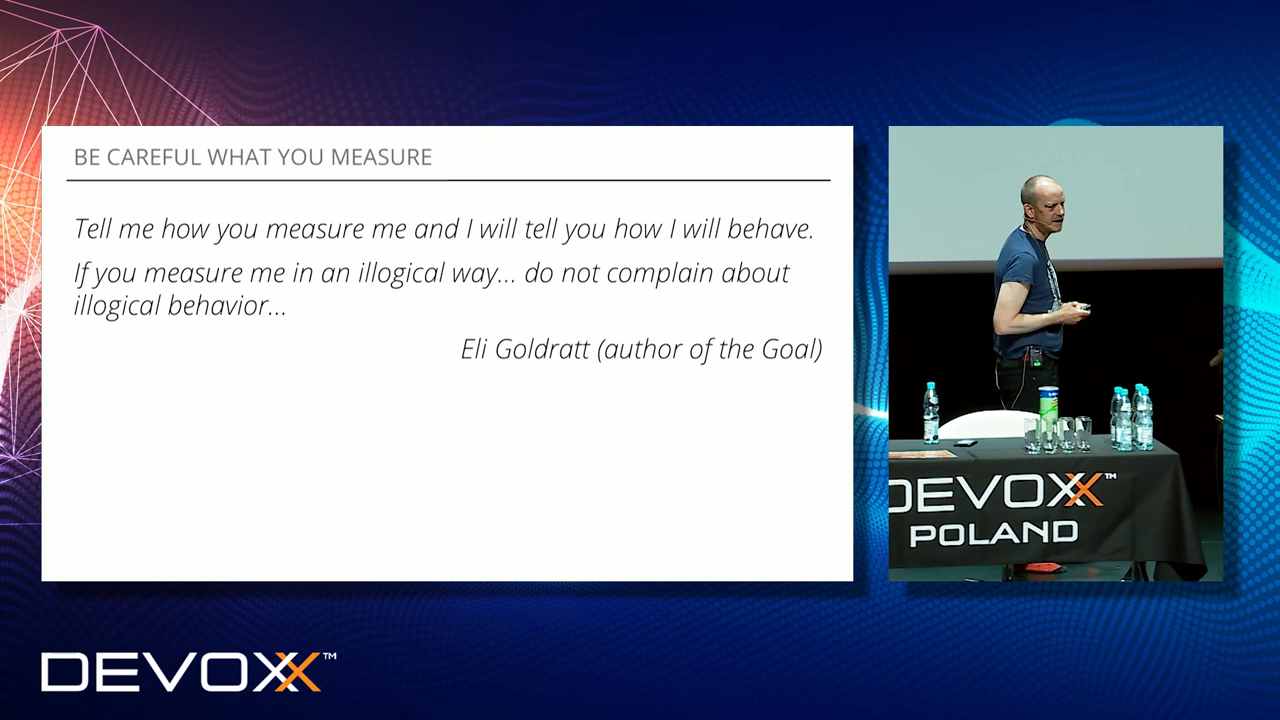 BE CAREFUL WHAT YOU MEASURE
Tell me how you measure me and I will tell you how I will behave.
If you measure me in an illogical way... do not complain about
illogical behavior...
Eli Goldratt (author of the Goal)
DEVOXX™
POLAND
DEVOXX™